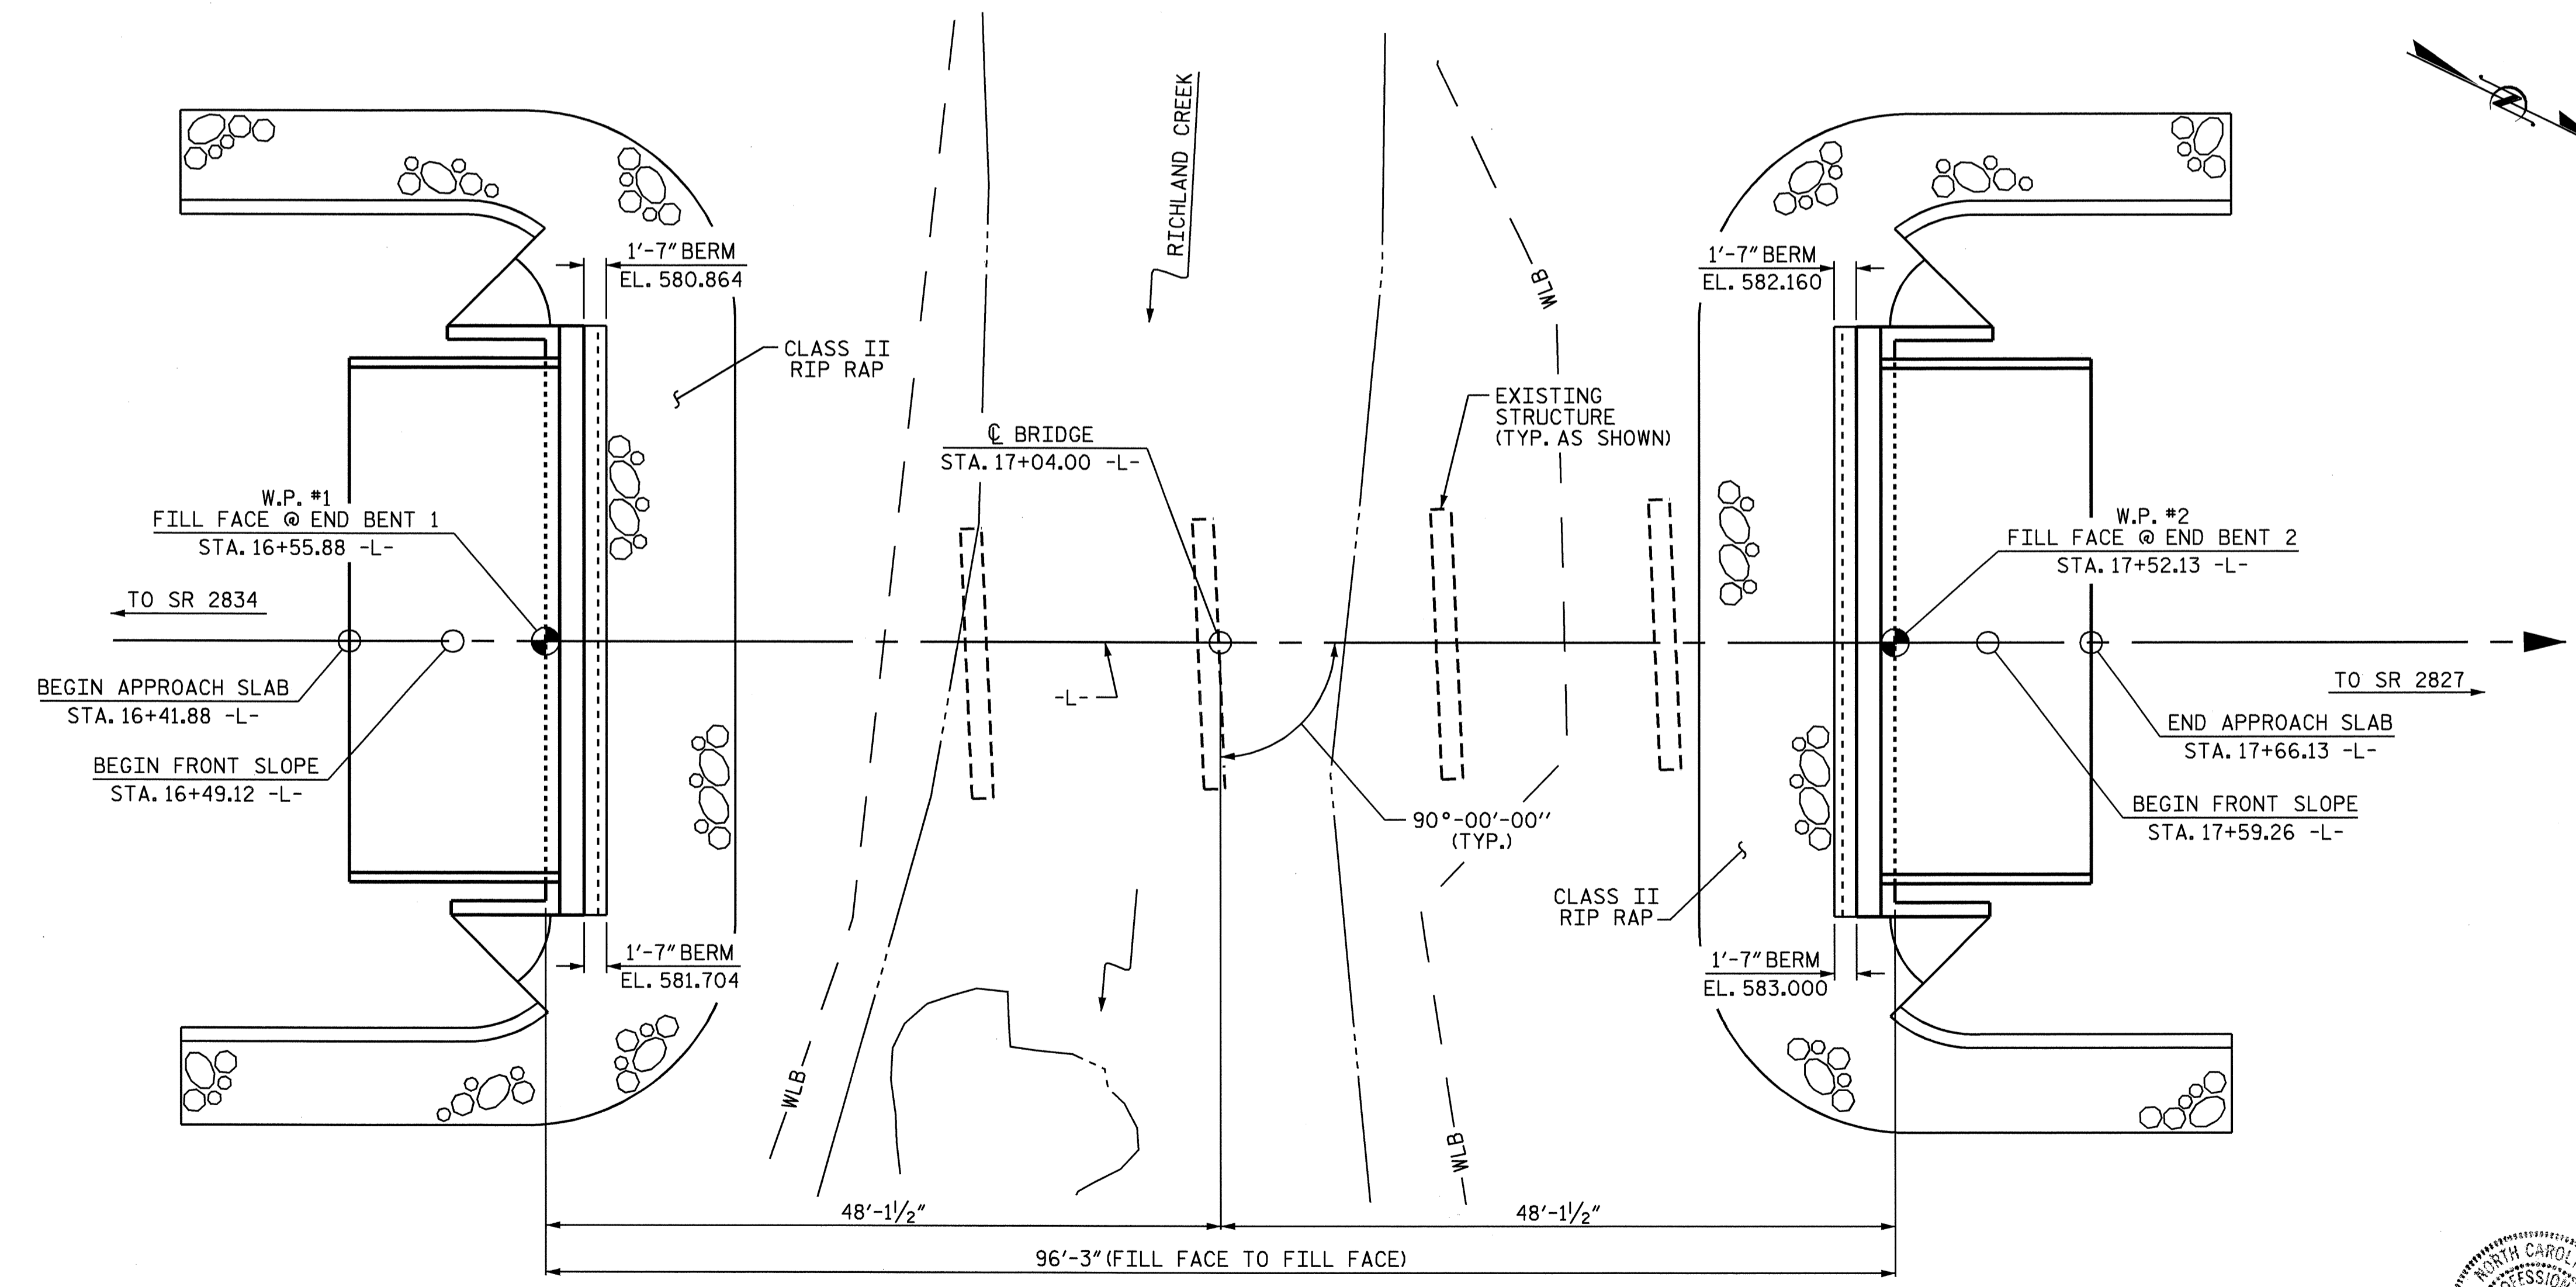 N
RICHLAND CREEK
1'-7" BERM
EL. 580.864
1'-7" BERM
EL. 582.160
WLB
CLASS II
RIP RAP
EXISTING
STRUCTURE
(TYP. AS SHOWN)
℄ BRIDGE
STA. 17+04.00 -L-
W.P. #1
FILL FACE @ END BENT 1
STA. 16+55.88 -L-
W.P. #2
FILL FACE @ END BENT 2
STA. 17+52.13 -L-
TO SR 2834
BEGIN APPROACH SLAB
STA. 16+41.88 -L-
-L-
TO SR 2827
END APPROACH SLAB
STA. 17+66.13 -L-
BEGIN FRONT SLOPE
STA. 16+49.12 -L-
90°-00'-00"
(TYP.)
BEGIN FRONT SLOPE
STA. 17+59.26 -L-
CLASS II
RIP RAP
1'-7" BERM
EL. 581.704
1'-7" BERM
EL. 583.000
WLB
WLB
48'-1½"
48'-1½"
96'-3" (FILL FACE TO FILL FACE)
NORTH CAROL
OFESSION